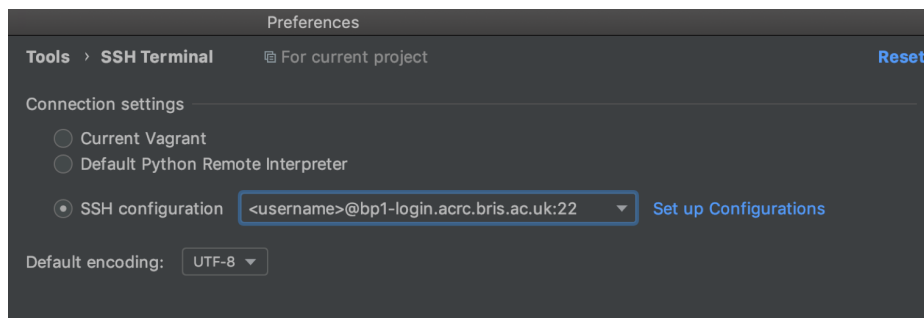 Preferences
Tools › SSH Terminal For current project Reset
Connection settings
Current Vagrant
Default Python Remote Interpreter
SSH configuration <username>@bp1-login.acrc.bris.ac.uk:22 Set up Configurations
Default encoding: UTF-8